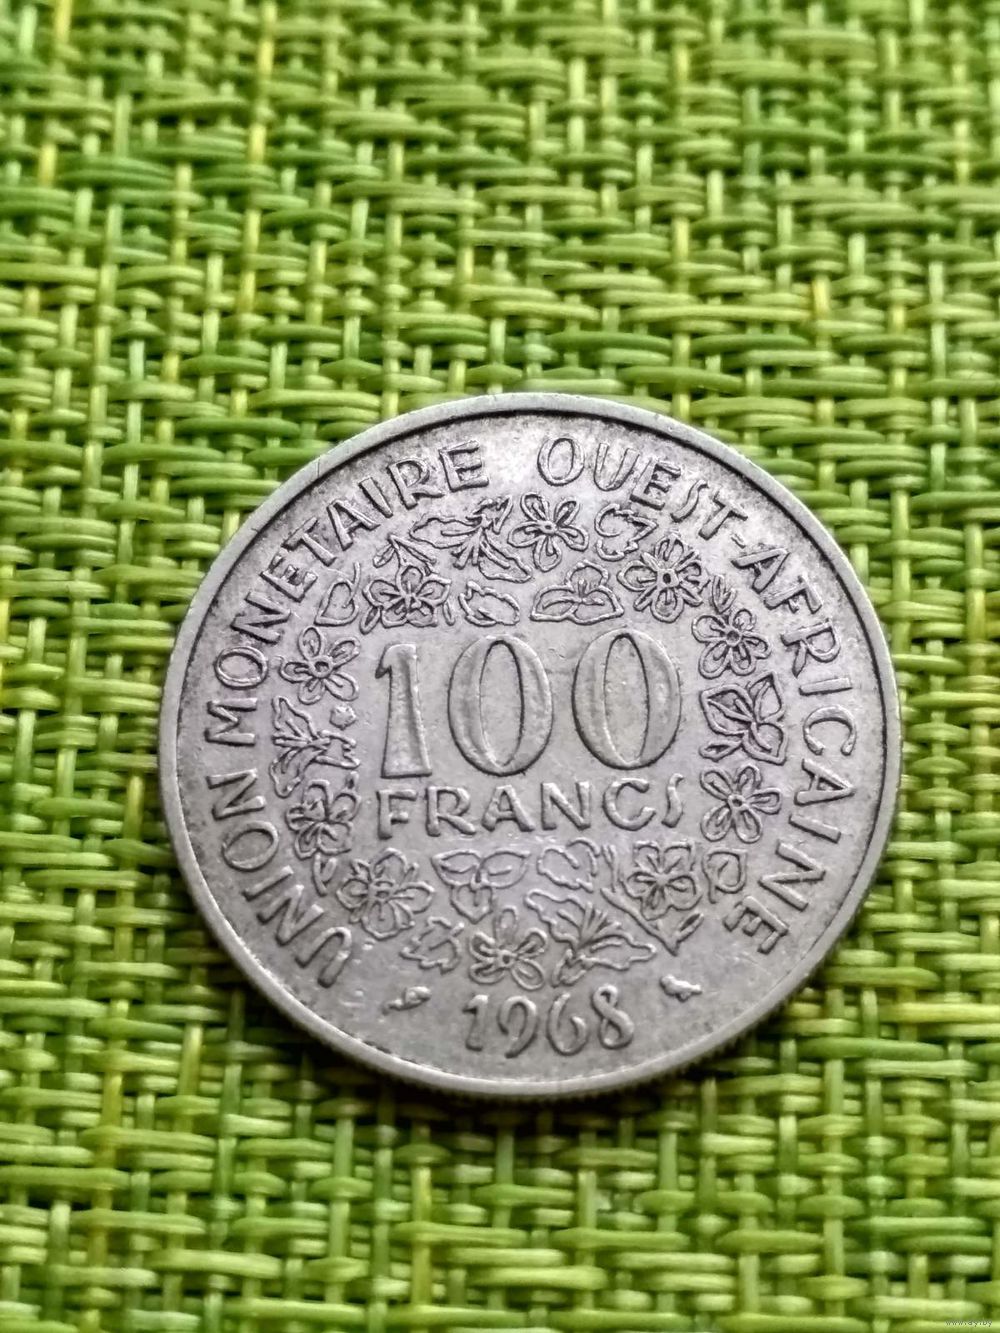 UNION MONETAIRE OUEST-AFRICAINE
100
FRANCS
1968